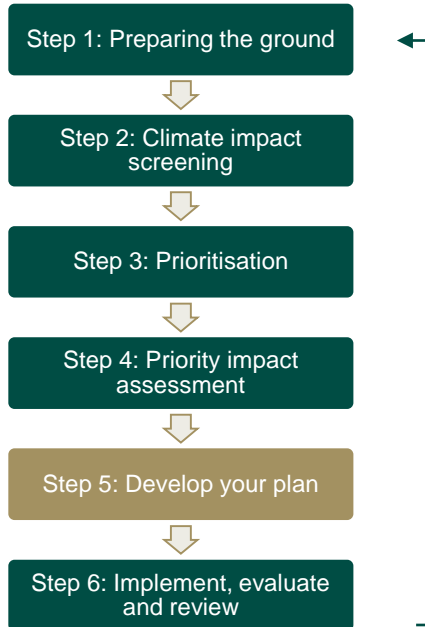 Step 1: Preparing the ground
Step 2: Climate impact
screening
Step 3: Prioritisation
Step 4: Priority impact
assessment
Step 5: Develop your plan
Step 6: Implement, evaluate
and review